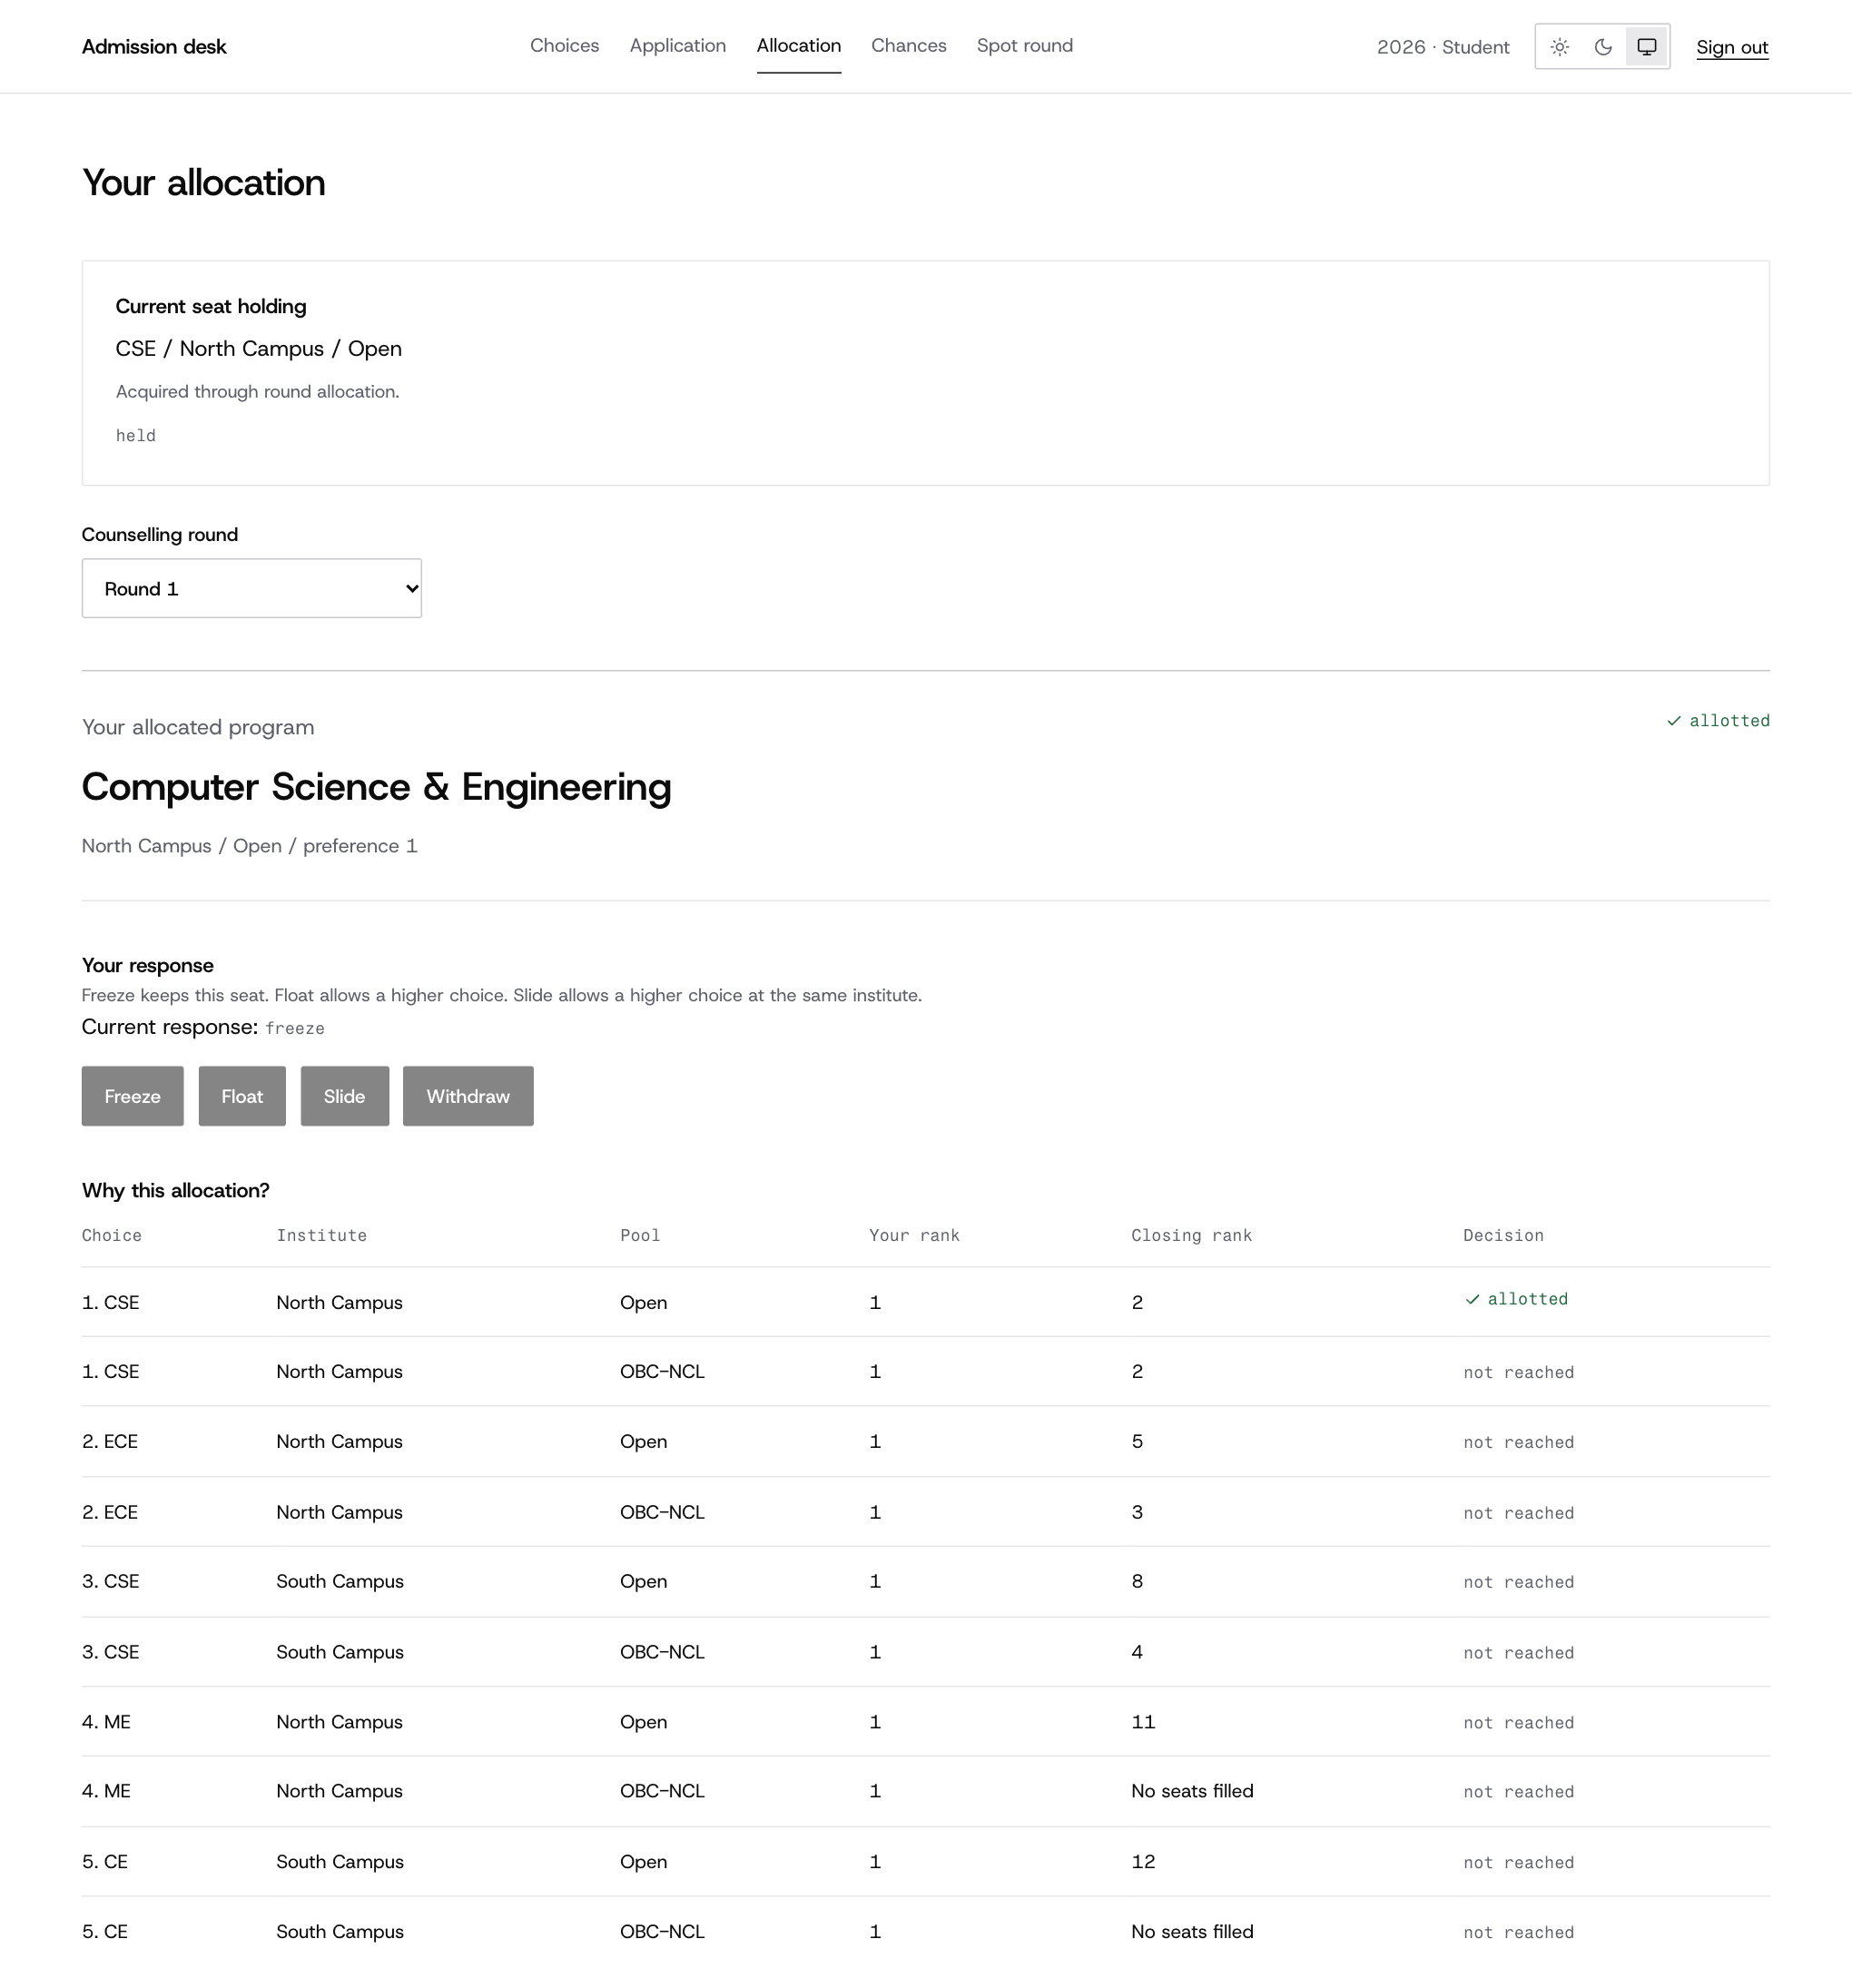 Admission desk
Choices Application Allocation Chances Spot round
2026 · Student
Sign out
Your allocation
Current seat holding
CSE / North Campus / Open
Acquired through round allocation.
held
Counselling round
Round 1
Your allocated program
✓ allotted
Computer Science & Engineering
North Campus / Open / preference 1
Your response
Freeze keeps this seat. Float allows a higher choice. Slide allows a higher choice at the same institute.
Current response: freeze
Freeze Float Slide Withdraw
Why this allocation?
Choice Institute Pool Your rank Closing rank Decision
1. CSE North Campus Open 1 2 ✓ allotted
1. CSE North Campus OBC-NCL 1 2 not reached
2. ECE North Campus Open 1 5 not reached
2. ECE North Campus OBC-NCL 1 3 not reached
3. CSE South Campus Open 1 8 not reached
3. CSE South Campus OBC-NCL 1 4 not reached
4. ME North Campus Open 1 11 not reached
4. ME North Campus OBC-NCL 1 No seats filled not reached
5. CE South Campus Open 1 12 not reached
5. CE South Campus OBC-NCL 1 No seats filled not reached